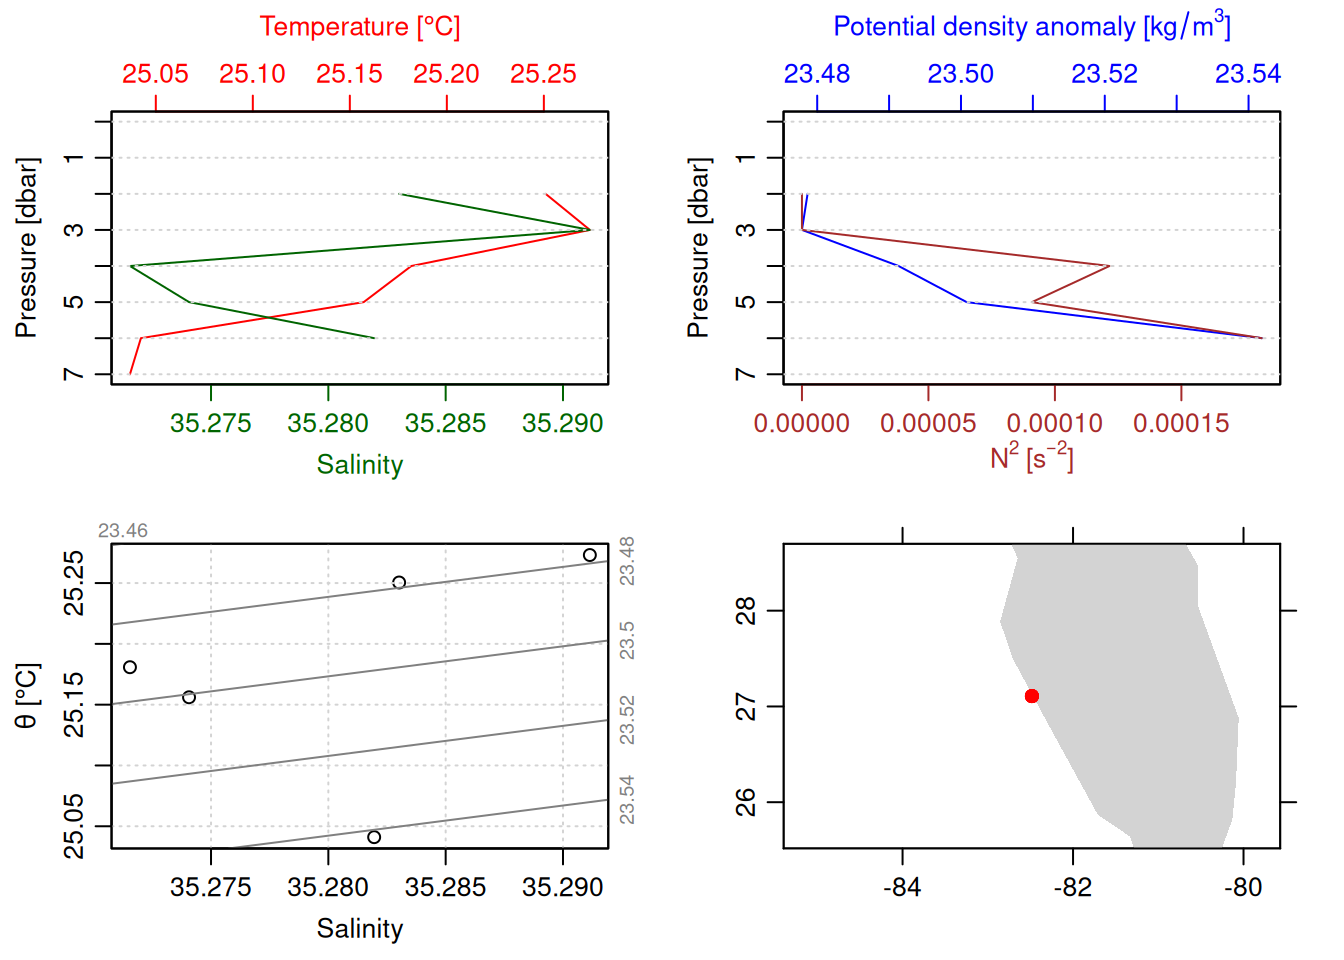 Temperature [°C]
25.05 25.10 25.15 25.20 25.25
Pressure [dbar]
1
3
5
7
35.275 35.280 35.285 35.290
Salinity
Potential density anomaly [kg/m³]
23.48 23.50 23.52 23.54
Pressure [dbar]
1
3
5
7
0.00000 0.00005 0.00010 0.00015
N² [s⁻²]
23.46
23.48
23.5
23.52
23.54
θ [°C]
25.25
25.15
25.05
35.275 35.280 35.285 35.290
Salinity
28
27
26
-84 -82 -80